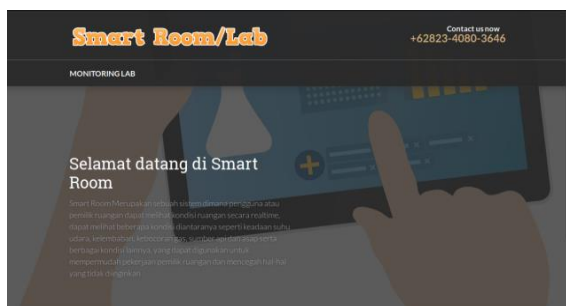 Smart Room/Lab
Contact us now
+62823-4080-3646
MONITORING LAB
Selamat datang di Smart
Room
Smart Room Merupakan sebuah sistem dimana pengguna atau
pemilik ruangan dapat melihat kondisi ruangan secara realtime,
dapat melihat beberapa kondisi diantaranya seperti keadaan suhu
udara, kelembaban, kebocoran gas, sumber api dan asap serta
berbagai kondisi lainnya, yang dapat digunakan untuk
mempermudah pekerjaan pemilik ruangan dan mencegah hal hal
yang tidak diinginkan